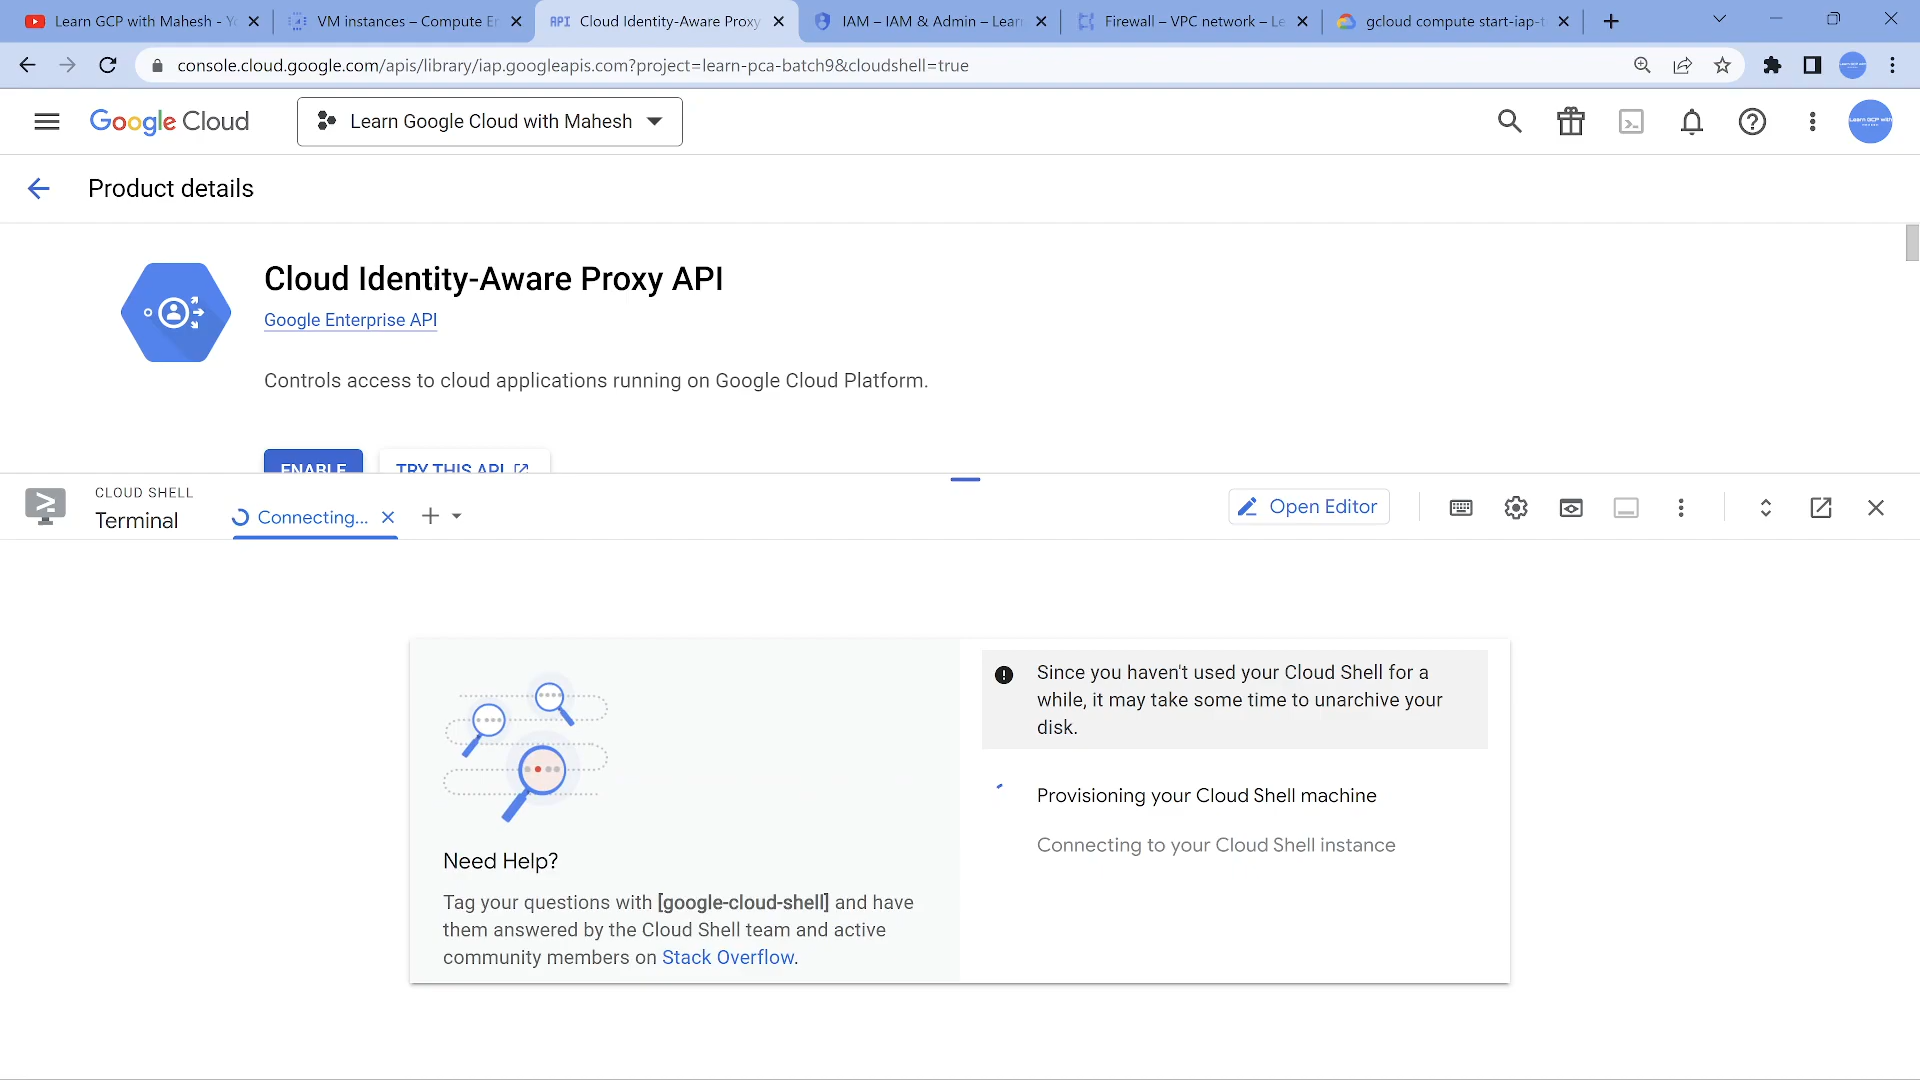 Learn GCP with Mahesh - Yo
VM instances – Compute En
API Cloud Identity-Aware Proxy
IAM – IAM & Admin – Learn
Firewall – VPC network – Le
gcloud compute start-iap-t
console.cloud.google.com/apis/library/iap.googleapis.com?project=learn-pca-batch9&cloudshell=true
Google Cloud
Learn Google Cloud with Mahesh
Product details
Cloud Identity-Aware Proxy API
Google Enterprise API
Controls access to cloud applications running on Google Cloud Platform.
ENABLE
TRY THIS API
CLOUD SHELL
Terminal
Connecting...
Open Editor
Since you haven't used your Cloud Shell for a
while, it may take some time to unarchive your
disk.
Provisioning your Cloud Shell machine
Connecting to your Cloud Shell instance
Need Help?
Tag your questions with [google-cloud-shell] and have
them answered by the Cloud Shell team and active
community members on Stack Overflow.